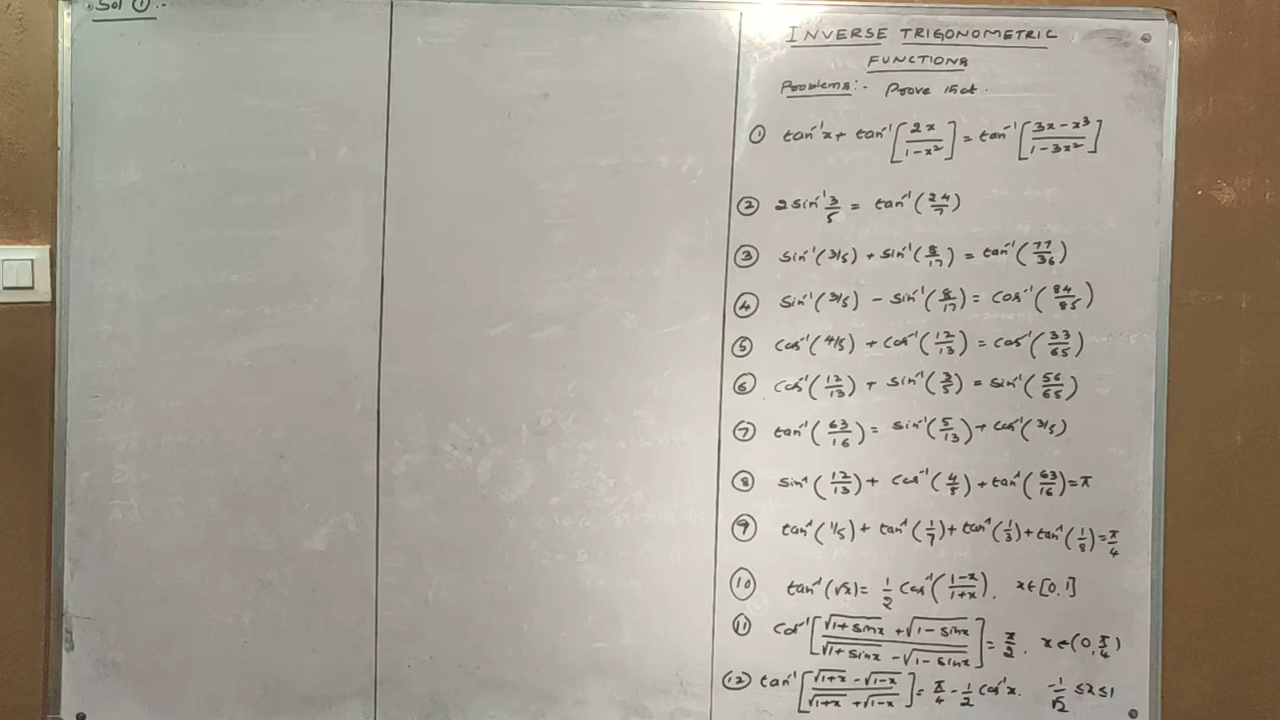 Sol ①:-
INVERSE TRIGONOMETRIC
FUNCTIONS
Problems:- Prove that.
① tan⁻¹x + tan⁻¹[2x/(1-x²)] = tan⁻¹[(3x-x³)/(1-3x²)]
② 2sin⁻¹ 3/5 = tan⁻¹(24/7)
③ sin⁻¹(3/5) + sin⁻¹(8/17) = tan⁻¹(77/36)
④ sin⁻¹(3/5) - sin⁻¹(8/17) = cos⁻¹(84/85)
⑤ cos⁻¹(4/5) + cos⁻¹(12/13) = cos⁻¹(33/65)
⑥ cos⁻¹(12/13) + sin⁻¹(3/5) = sin⁻¹(56/65)
⑦ tan⁻¹(63/16) = sin⁻¹(5/13) + cos⁻¹(3/5)
⑧ sin⁻¹(12/13) + cos⁻¹(4/5) + tan⁻¹(63/16) = π
⑨ tan⁻¹(1/5) + tan⁻¹(1/7) + tan⁻¹(1/3) + tan⁻¹(1/8) = π/4
⑩ tan⁻¹(√x) = 1/2 cos⁻¹((1-x)/(1+x)). x∈[0,1]
⑪ cot⁻¹[(√(1+sinx) + √(1-sinx))/(√(1+sinx) - √(1-sinx))] = x/2. x∈(0,π/4)
⑫ tan⁻¹[(√(1+x) - √(1-x))/(√(1+x) + √(1-x))] = π/4 - 1/2 cos⁻¹x. -1/√2 ≤x≤1